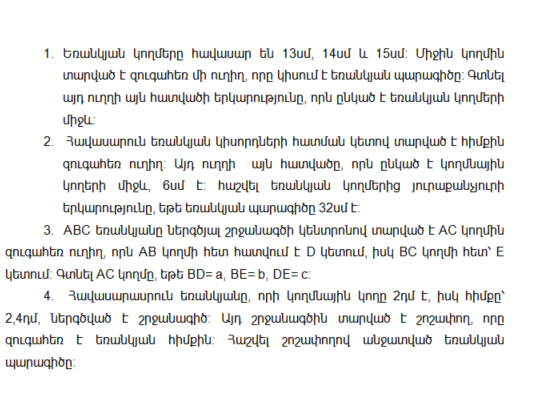 1. Եռանկյան կողմերը հավասար են 13սմ, 14սմ և 15սմ: Միջին կողմին
տարված է զուգահեռ մի ուղիղ, որը կիսում է եռանկյան պարագիծը: Գտնել
այդ ուղղի այն հատվածի երկարությունը, որն ընկած է եռանկյան կողմերի
միջև:
2. Հավասարուն եռանկյան կիսորդների հատման կետով տարված է հիմքին
զուգահեռ ուղիղ: Այդ ուղղի այն հատվածը, որն ընկած է կողմնային
կողերի միջև, 6սմ է: հաշվել եռանկյան կողմերից յուրաքանչյուրի
երկարությունը, եթե եռանկյան պարագիծը 32սմ է:
3. ABC եռանկյանը ներգծյալ շրջանագծի կենտրոնով տարված է AC կողմին
զուգահեռ ուղիղ, որն AB կողմի հետ հատվում է D կետում, իսկ BC կողմի հետ՝ E
կետում: Գտնել AC կողմը, եթե BD= a, BE= b, DE= c:
4. Հավասարասրուն եռանկյանը, որի կողմնային կողը 2դմ է, իսկ հիմքը՝
2,4դմ, ներգծված է շրջանագիծ: Այդ շրջանագծին տարված է շոշափող, որը
զուգահեռ է եռանկյան հիմքին: Հաշվել շոշափողով անջատված եռանկյան
պարագիծը: